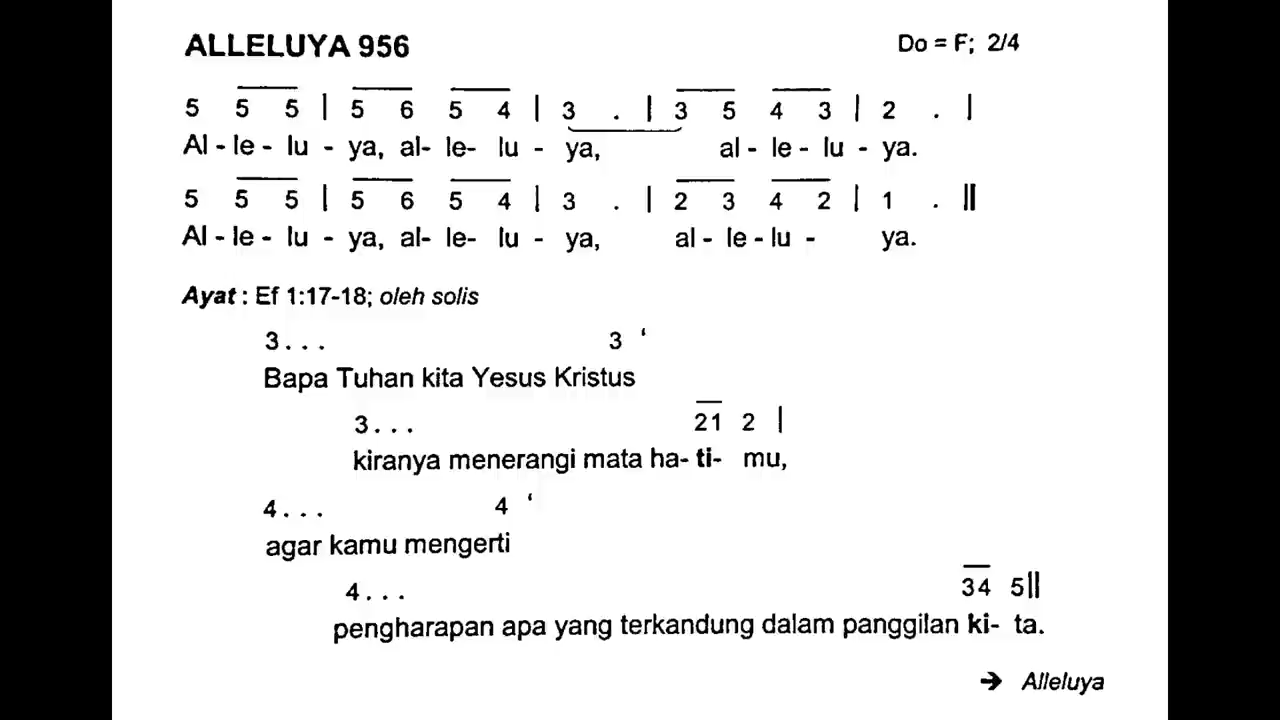 ALLELUYA 956 Do = F; 2/4
5 5 5 | 5 6 5 4 | 3 . | 3 5 4 3 | 2 . |
Al - le - lu - ya, al- le- lu - ya, al - le - lu - ya.
5 5 5 | 5 6 5 4 | 3 . | 2 3 4 2 | 1 . ||
Al - le - lu - ya, al- le- lu - ya, al - le - lu - ya.
Ayat : Ef 1:17-18; oleh solis
3 . . . 3 ‘
Bapa Tuhan kita Yesus Kristus
3 . . . 21 2 |
kiranya menerangi mata ha- ti- mu,
4 . . . 4 ‘
agar kamu mengerti
4 . . . 34 5||
pengharapan apa yang terkandung dalam panggilan ki- ta.
→ Alleluya